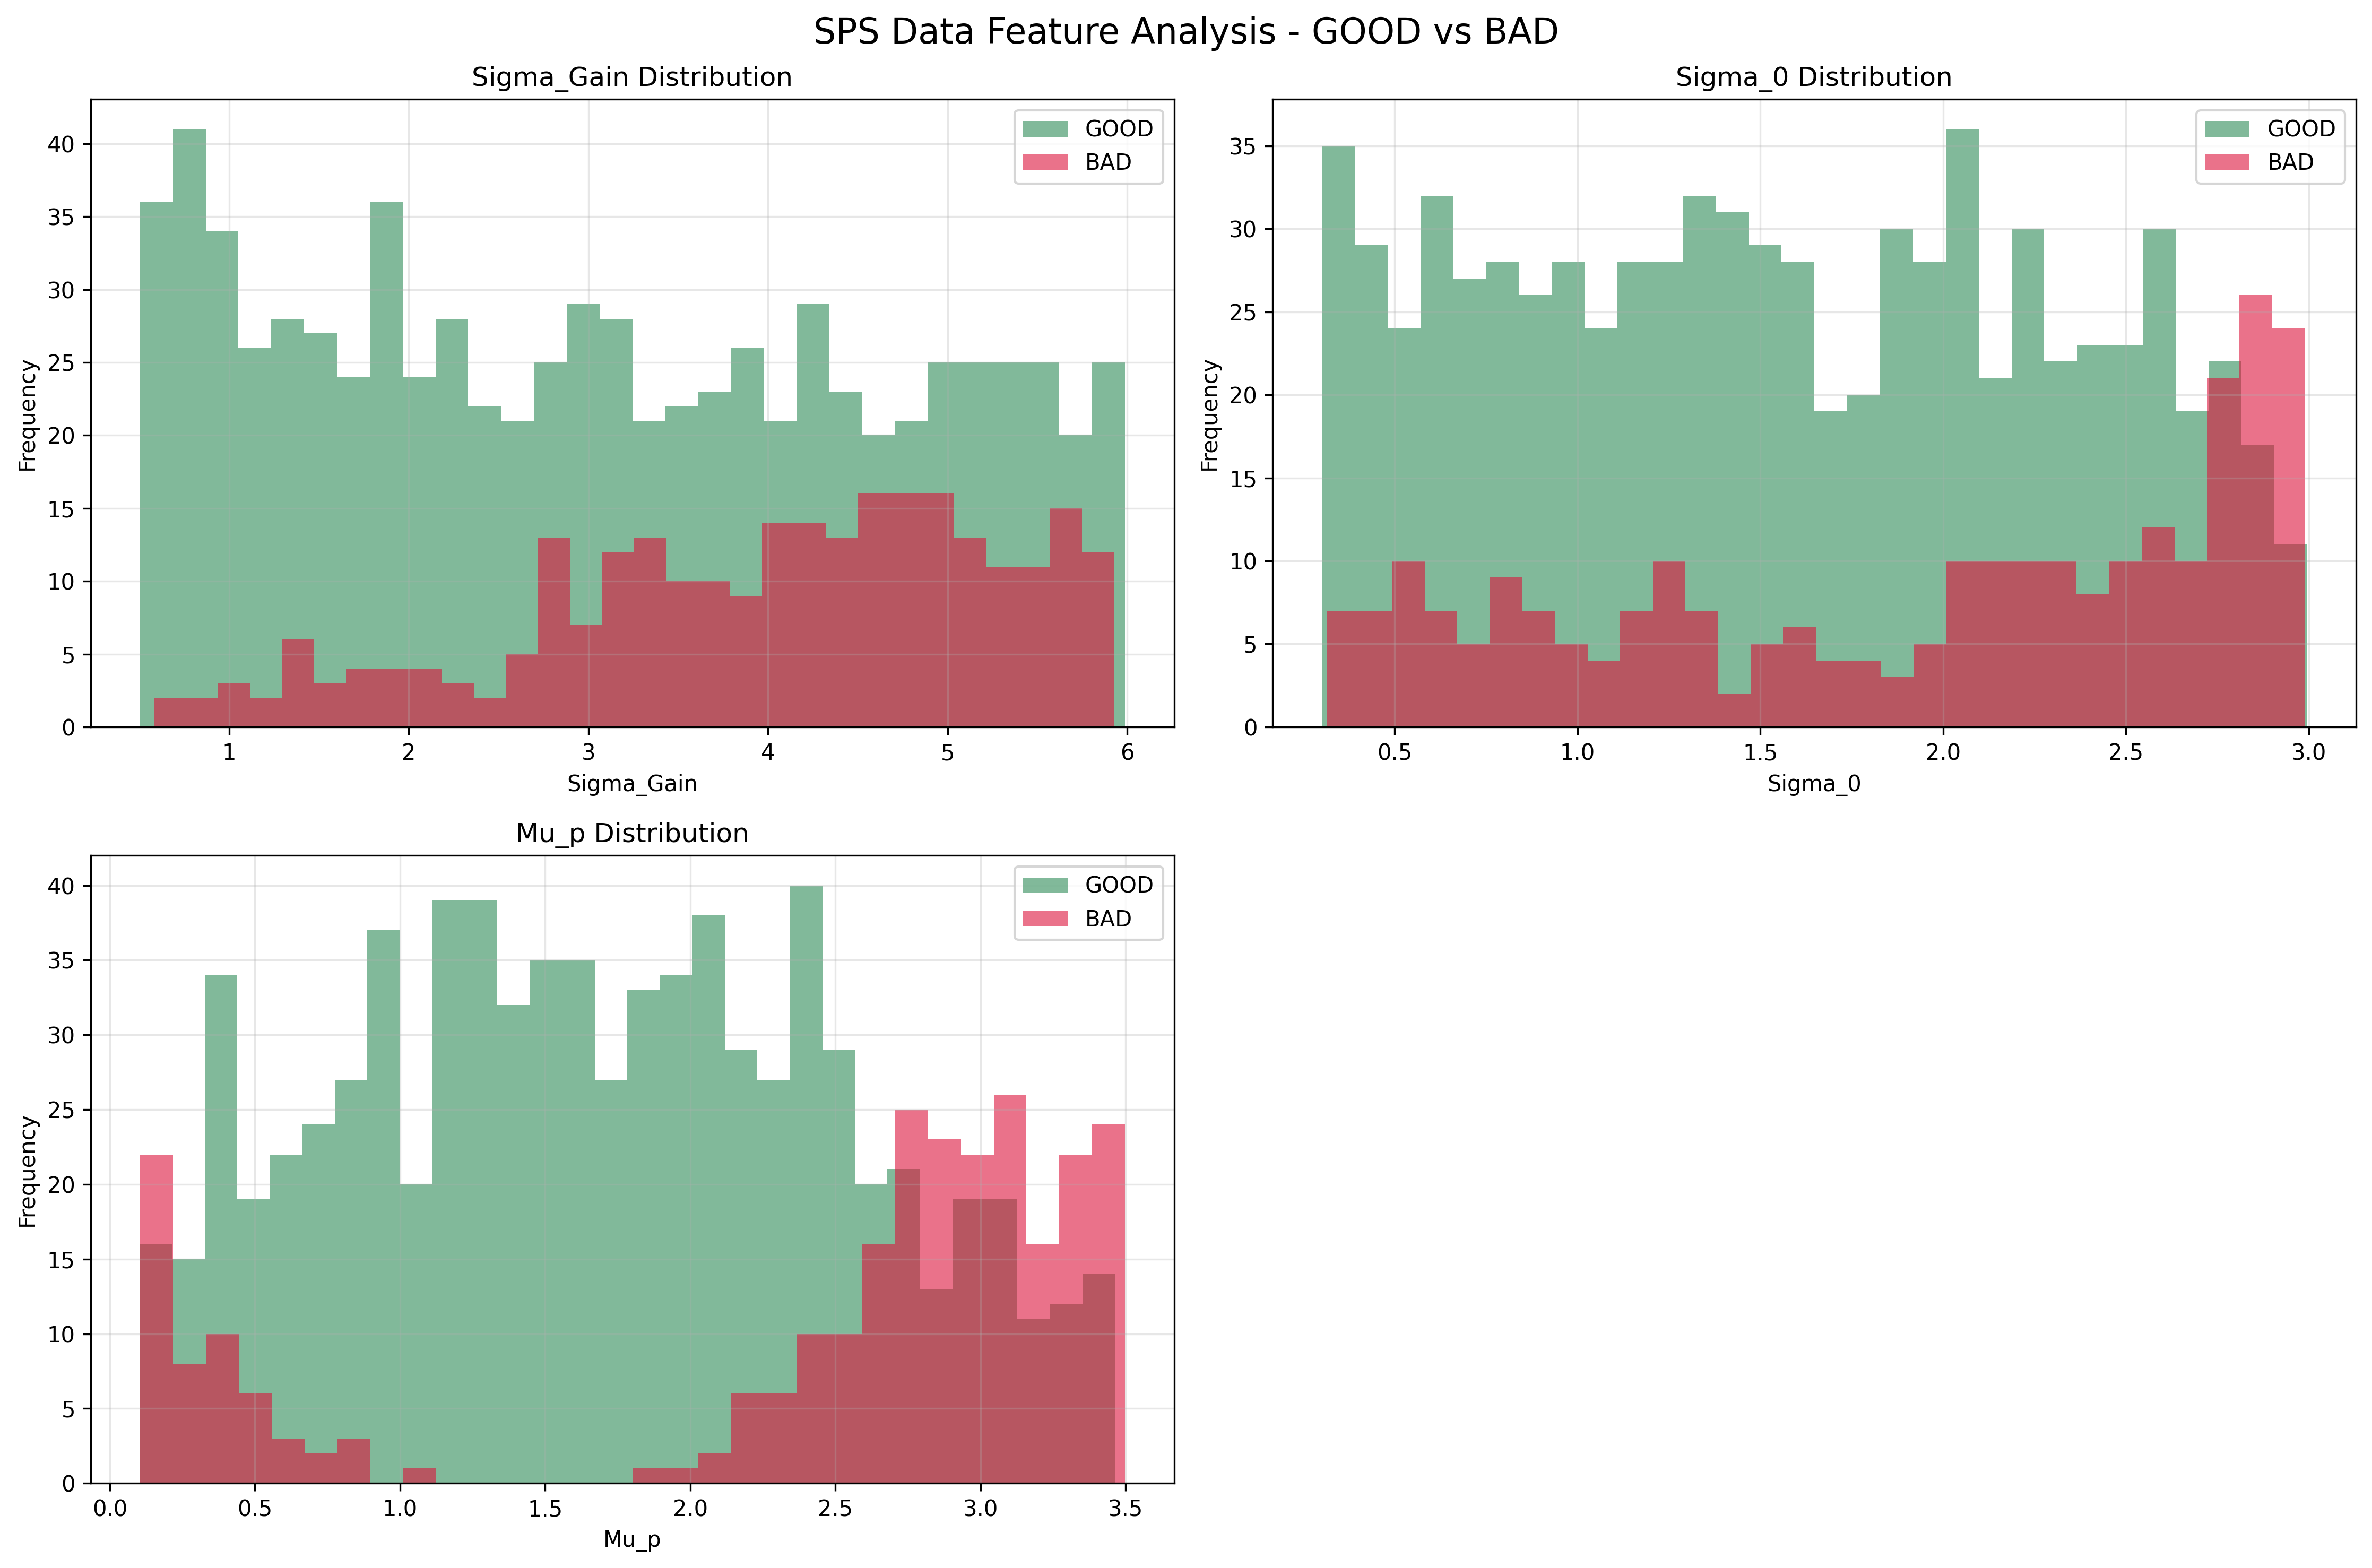 SPS Data Feature Analysis - GOOD vs BAD
Sigma_Gain Distribution
GOOD
BAD
40
35
30
25
20
15
10
5
0
Frequency
1 2 3 4 5 6
Sigma_Gain
Sigma_0 Distribution
GOOD
BAD
35
30
25
20
15
10
5
0
Frequency
0.5 1.0 1.5 2.0 2.5 3.0
Sigma_0
Mu_p Distribution
GOOD
BAD
40
35
30
25
20
15
10
5
0
Frequency
0.0 0.5 1.0 1.5 2.0 2.5 3.0 3.5
Mu_p